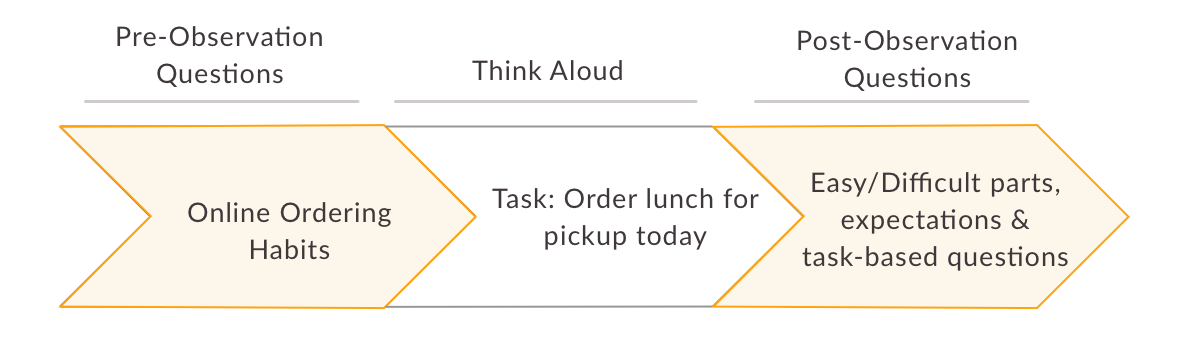 Pre-Observation
Questions
Think Aloud
Post-Observation
Questions
Online Ordering
Habits
Task: Order lunch for
pickup today
Easy/Difficult parts,
expectations &
task-based questions